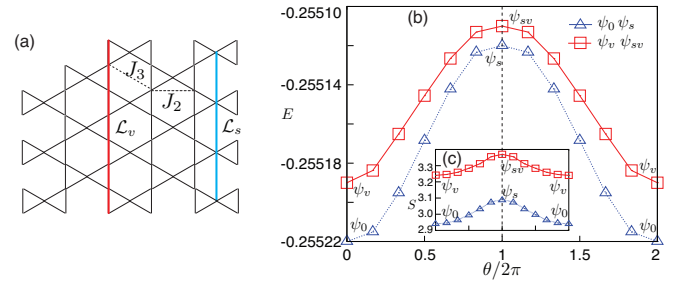 (a)
J₃
J₂
ℒᵥ
ℒₛ
(b)
-0.25510
-0.25514
-0.25518
-0.25522
E
ψₛᵥ
ψ₀ ψₛ
ψᵥ ψₛᵥ
ψₛ
ψᵥ
ψ₀
ψᵥ
ψ₀
(c)
3.3
3.2
3.1
3.0
2.9
S
ψₛᵥ
ψᵥ
ψᵥ
ψₛ
ψ₀
ψ₀
0
0.5
1
1.5
2
θ/2π